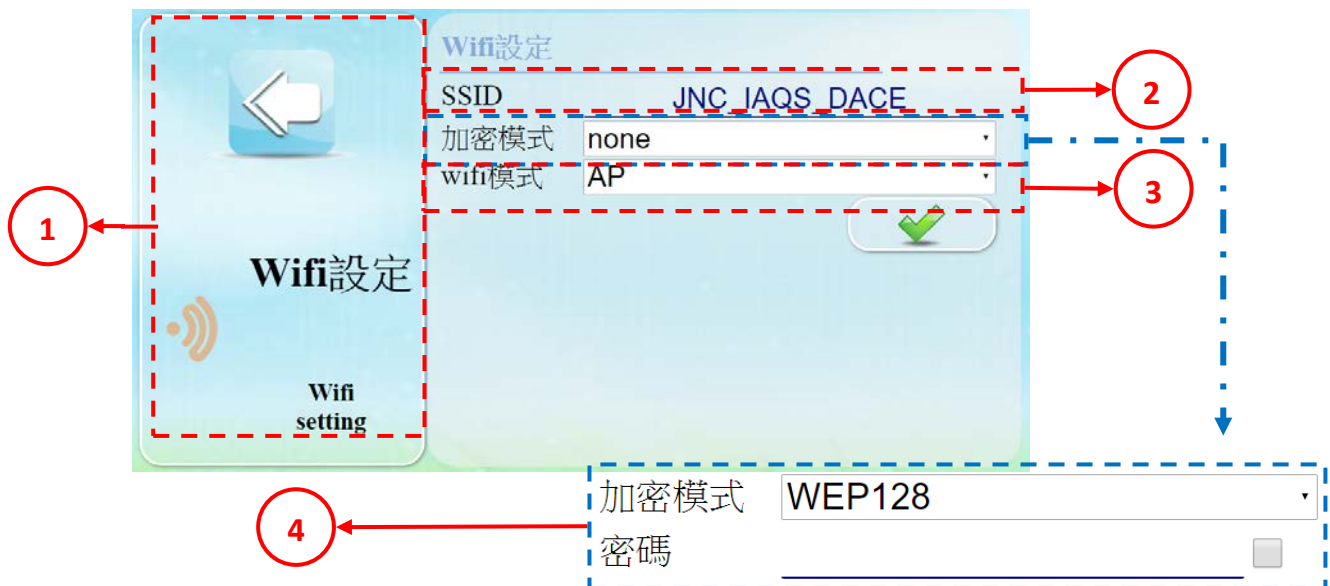 Wifi設定
SSID JNC_IAQS_DACE
2
加密模式 none
wifi模式 AP
3
1
Wifi設定
Wifi
setting
加密模式 WEP128
4
密碼